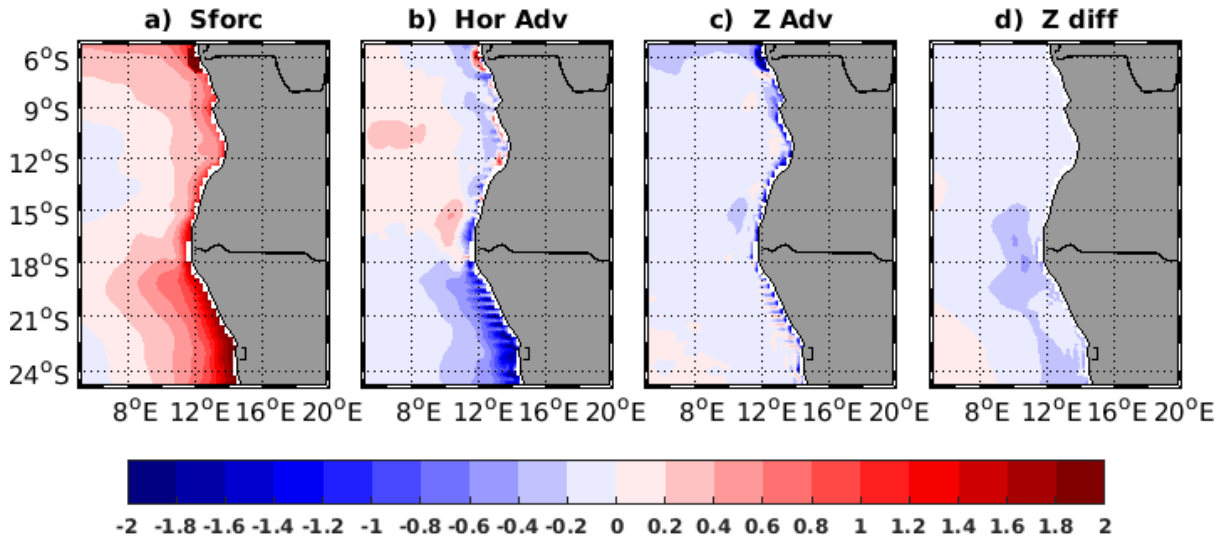 a) Sforc b) Hor Adv c) Z Adv d) Z diff
6°S
9°S
12°S
15°S
18°S
21°S
24°S
8°E 12°E 16°E 20°E 8°E 12°E 16°E 20°E 8°E 12°E 16°E 20°E 8°E 12°E 16°E 20°E
-2 -1.8 -1.6 -1.4 -1.2 -1 -0.8 -0.6 -0.4 -0.2 0 0.2 0.4 0.6 0.8 1 1.2 1.4 1.6 1.8 2